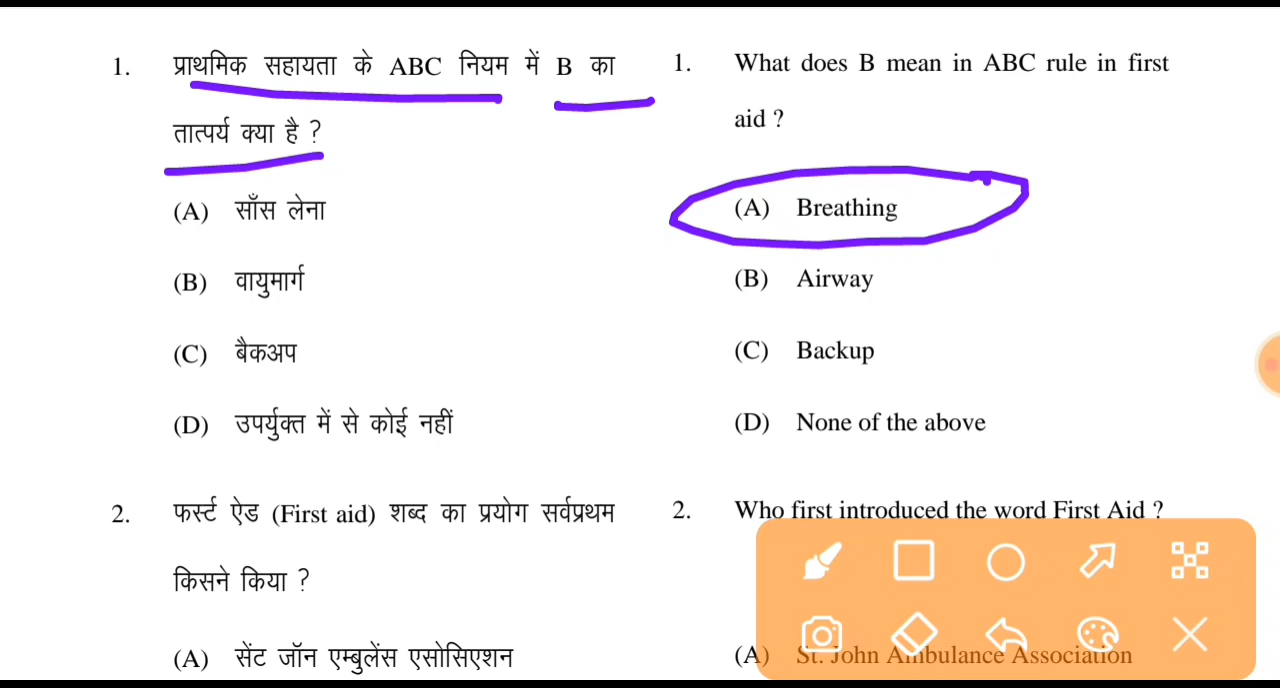 1. प्राथमिक सहायता के ABC नियम में B का
तात्पर्य क्या है ?
(A) साँस लेना
(B) वायुमार्ग
(C) बैकअप
(D) उपर्युक्त में से कोई नहीं
2. फर्स्ट ऐड (First aid) शब्द का प्रयोग सर्वप्रथम
किसने किया ?
(A) सेंट जॉन एम्बुलेंस एसोसिएशन
1. What does B mean in ABC rule in first
aid ?
(A) Breathing
(B) Airway
(C) Backup
(D) None of the above
2. Who first introduced the word First Aid ?
(A) St. John Ambulance Association